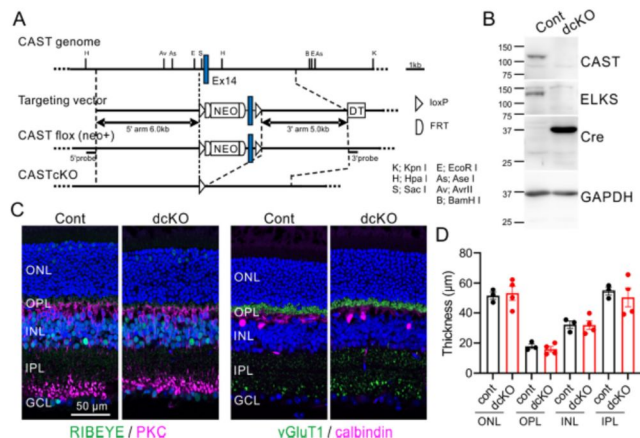 A
CAST genome
H Av As E S H B E As K
1kb
Ex14
Targeting vector
NEO
DT
5' arm 6.0kb
3' arm 5.0kb
CAST flox (neo+)
NEO
5'probe
3'probe
CASTcKO
loxP
FRT
K; Kpn I E; EcoR I
H; Hpa I As; Ase I
S; Sac I Av; AvrII
B; BamH I
B
Cont dcKO
150
100
75
CAST
150
100
75
ELKS
37
25
Cre
50
37
GAPDH
25
C
Cont dcKO Cont dcKO
ONL
OPL
INL
IPL
GCL
50 μm
RIBEYE / PKC
ONL
OPL
INL
IPL
GCL
vGluT1 / calbindin
D
Thickness (μm)
80
60
40
20
0
cont dcKO cont dcKO cont dcKO cont dcKO
ONL OPL INL IPL